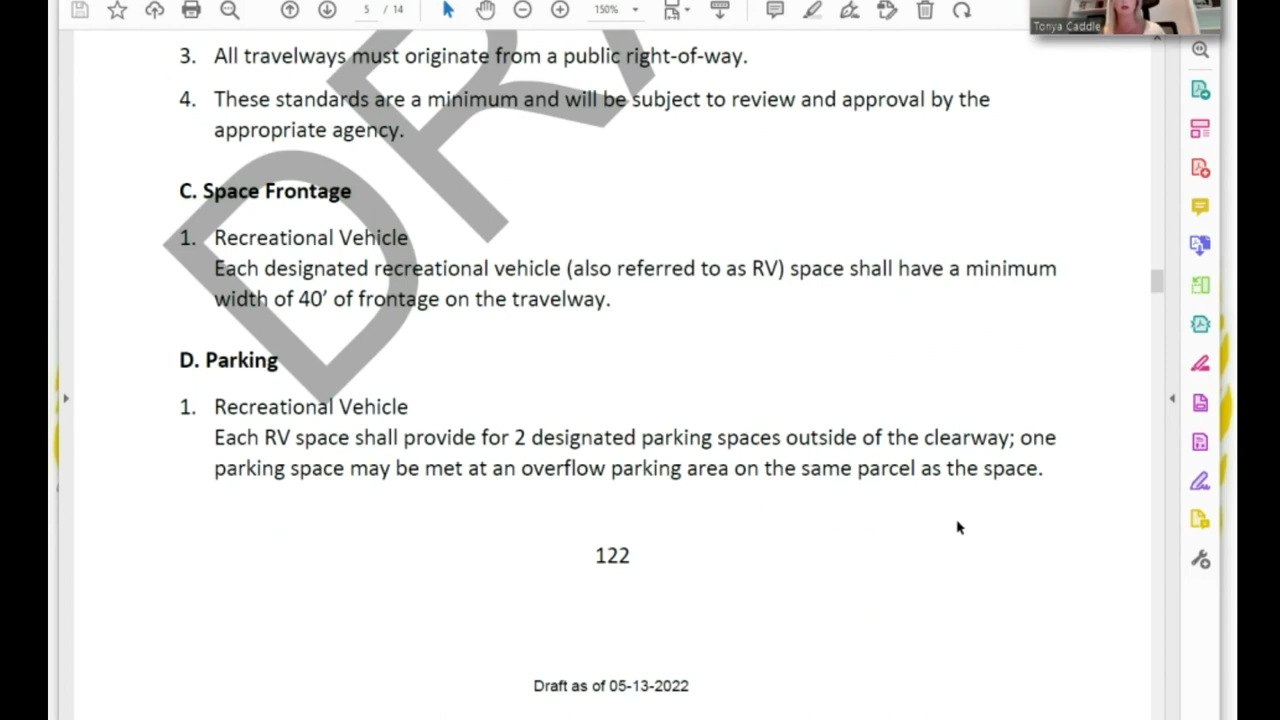 5 / 14
150%
Tonya Caddle
3. All travelways must originate from a public right-of-way.
4. These standards are a minimum and will be subject to review and approval by the
appropriate agency.
C. Space Frontage
1. Recreational Vehicle
Each designated recreational vehicle (also referred to as RV) space shall have a minimum
width of 40’ of frontage on the travelway.
D. Parking
1. Recreational Vehicle
Each RV space shall provide for 2 designated parking spaces outside of the clearway; one
parking space may be met at an overflow parking area on the same parcel as the space.
122
Draft as of 05-13-2022
DR